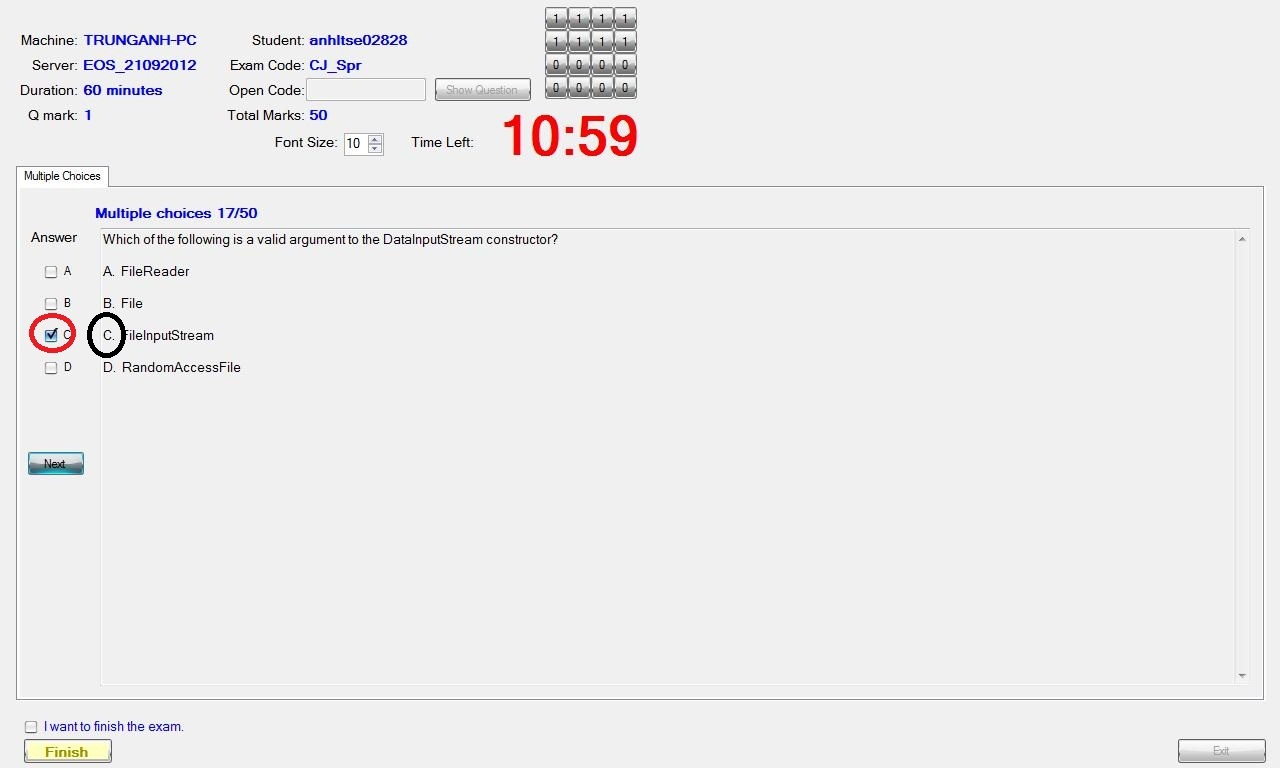 1 1 1 1
Machine: TRUNGANH-PC Student: anhltse02828 1 1 1 1
Server: EOS_21092012 Exam Code: CJ_Spr 0 0 0 0
Duration: 60 minutes Open Code: Show Question 0 0 0 0
Q mark: 1 Total Marks: 50
Font Size: 10 Time Left: 10:59
Multiple Choices
Multiple choices 17/50
Answer Which of the following is a valid argument to the DataInputStream constructor?
A A. FileReader
B B. File
C C. FileInputStream
D D. RandomAccessFile
Next
I want to finish the exam.
Finish Exit